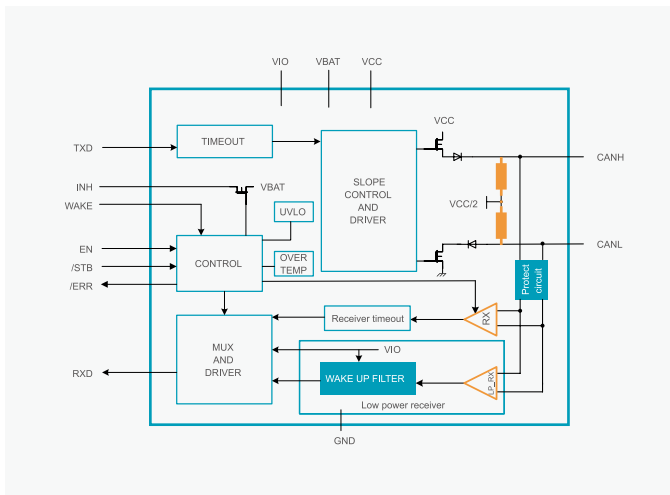 VIO
VBAT
VCC
TXD
TIMEOUT
VCC
CANH
SLOPE
CONTROL
AND
DRIVER
INH
VBAT
WAKE
UVLO
VCC/2
EN
CONTROL
OVER
TEMP
CANL
/STB
/ERR
Protect
circuit
Receiver timeout
RX
MUX
AND
DRIVER
VIO
RXD
WAKE UP FILTER
LP_RX
Low power receiver
GND